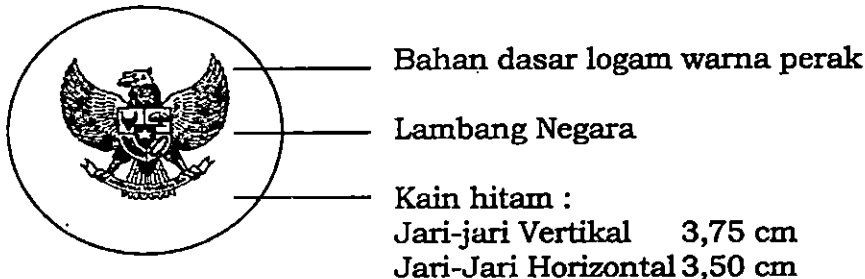 Bahan dasar logam warna perak
Lambang Negara
Kain hitam :
Jari-jari Vertikal 3,75 cm
Jari-Jari Horizontal 3,50 cm